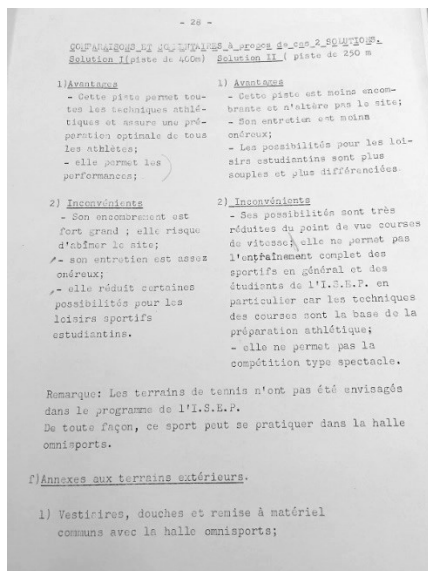 - 28 -
COMPARAISONS ET COMMENTAIRES à propos de ces 2 SOLUTIONS.
Solution I(piste de 400m) Solution II ( piste de 250 m
1)Avantages
- Cette piste permet tou-
tes les techniques athlé-
tiques et assure une pré-
paration optimale de tous
les athlètes;
- elle permet les
performances;
2) Inconvénients
- Son encombrement est
fort grand ; elle risque
d'abîmer le site;
- son entretien est assez
onéreux;
- elle réduit certaines
possibilités pour les
loisirs sportifs
estudiantins.
1) Avantages
- Cette piste est moins encom-
brante et n'altère pas le site;
- Son entretien est moins
onéreux;
- Les possibilités pour les loi-
sirs estudiantins sont plus
souples et plus différenciées.
2) Inconvénients
- Ses possibilités sont très
réduites du point de vue courses
de vitesse; elle ne permet pas
l'entraînement complet des
sportifs en général et des
étudiants de l'I.S.E.P. en
particulier car les techniques
des courses sont la base de la
préparation athlétique;
- elle ne permet pas la
compétition type spectacle.
Remarque: Les terrains de tennis n'ont pas été envisagés
dans le programme de l'I.S.E.P.
De toute façon, ce sport peut se pratiquer dans la halle
omnisports.
f)Annexes aux terrains extérieurs.
1) Vestiaires, douches et remise à matériel
communs avec la halle omnisports;